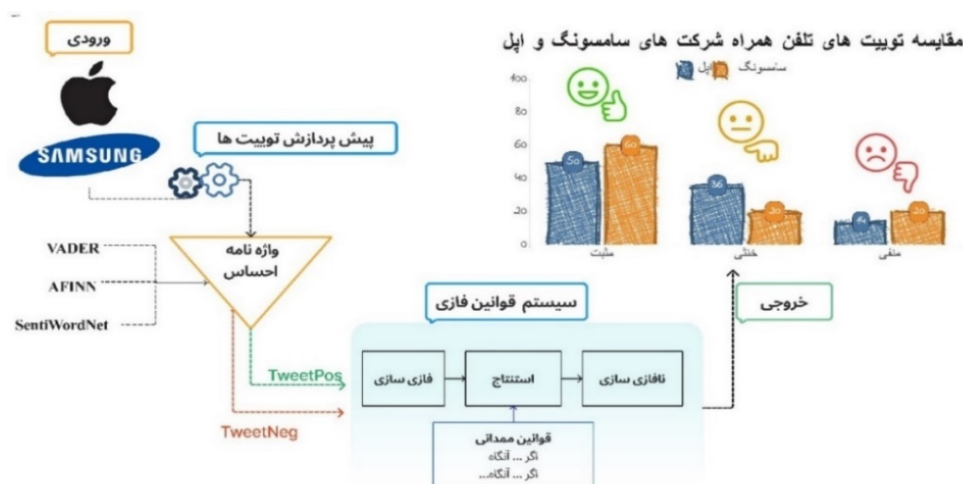 ورودی
SAMSUNG
پیش پردازش توییت ها
VADER
AFINN
SentiWordNet
واژه نامه
احساس
TweetPos
TweetNeg
سیستم قوانین فازی
فازی سازی
استنتاج
نافازی سازی
قوانین ممدانی
اگر ... آنگاه
اگر ... آنگاه...
خروجی
مقایسه توییت های تلفن همراه شرکت های سامسونگ و اپل
سامسونگ
اپل
100
80
60
40
20
0
50
60
36
20
20
مثبت
خنثی
منفی